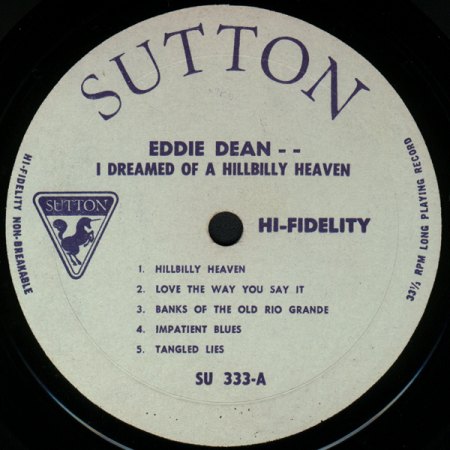 SUTTON
EDDIE DEAN - -
I DREAMED OF A HILLBILLY HEAVEN
HI-FIDELITY NON-BREAKABLE
SUTTON
HI-FIDELITY
33⅓ RPM LONG PLAYING RECORD
1. HILLBILLY HEAVEN
2. LOVE THE WAY YOU SAY IT
3. BANKS OF THE OLD RIO GRANDE
4. IMPATIENT BLUES
5. TANGLED LIES
SU 333-A